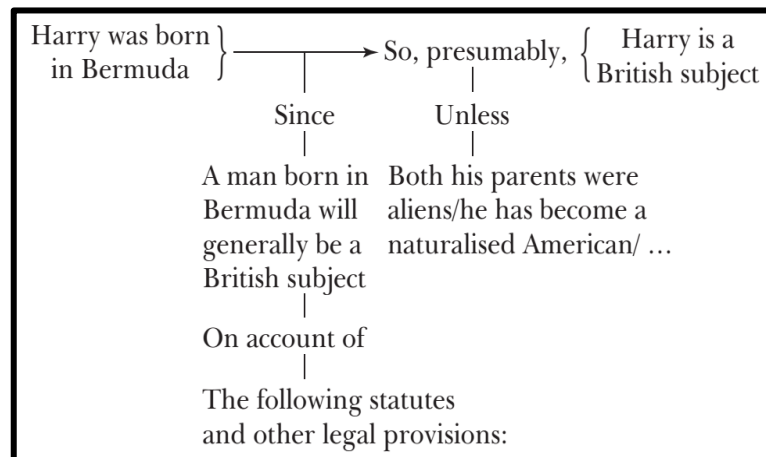 Harry was born
in Bermuda
So, presumably,
Harry is a
British subject
Since
Unless
A man born in
Bermuda will
generally be a
British subject
Both his parents were
aliens/he has become a
naturalised American/ …
On account of
The following statutes
and other legal provisions: